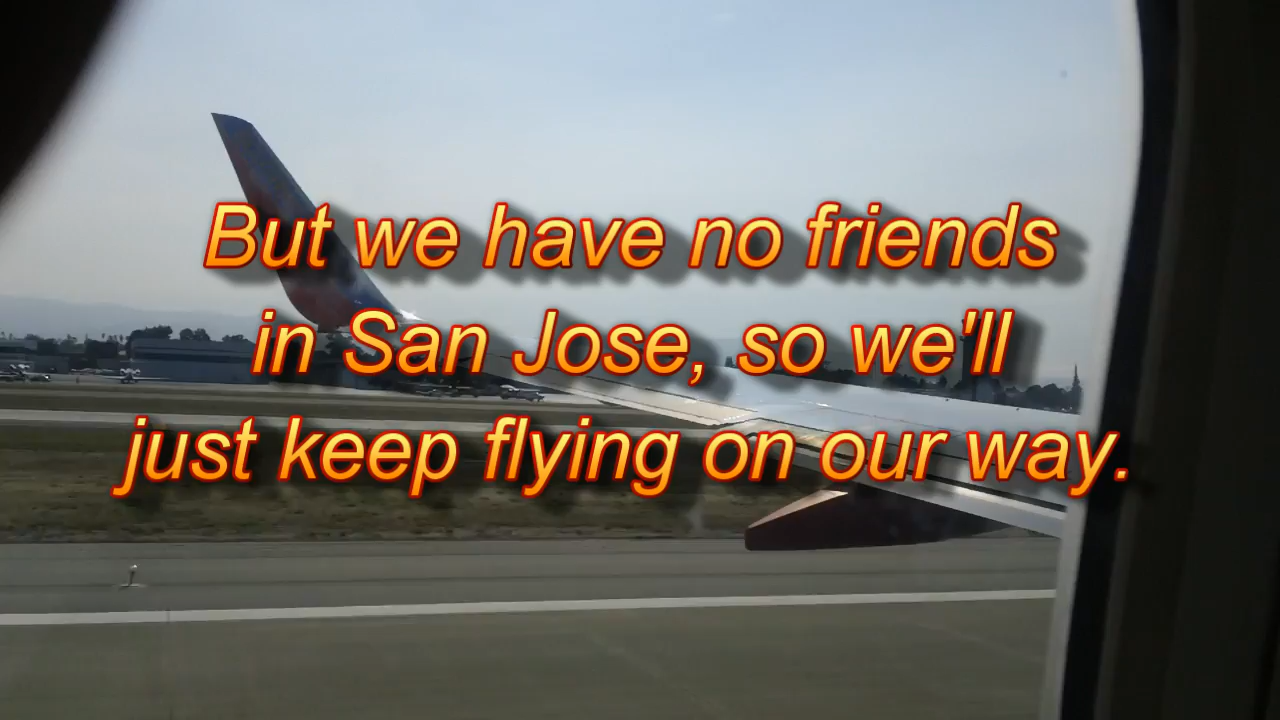 But we have no friends
in San Jose, so we'll
just keep flying on our way.